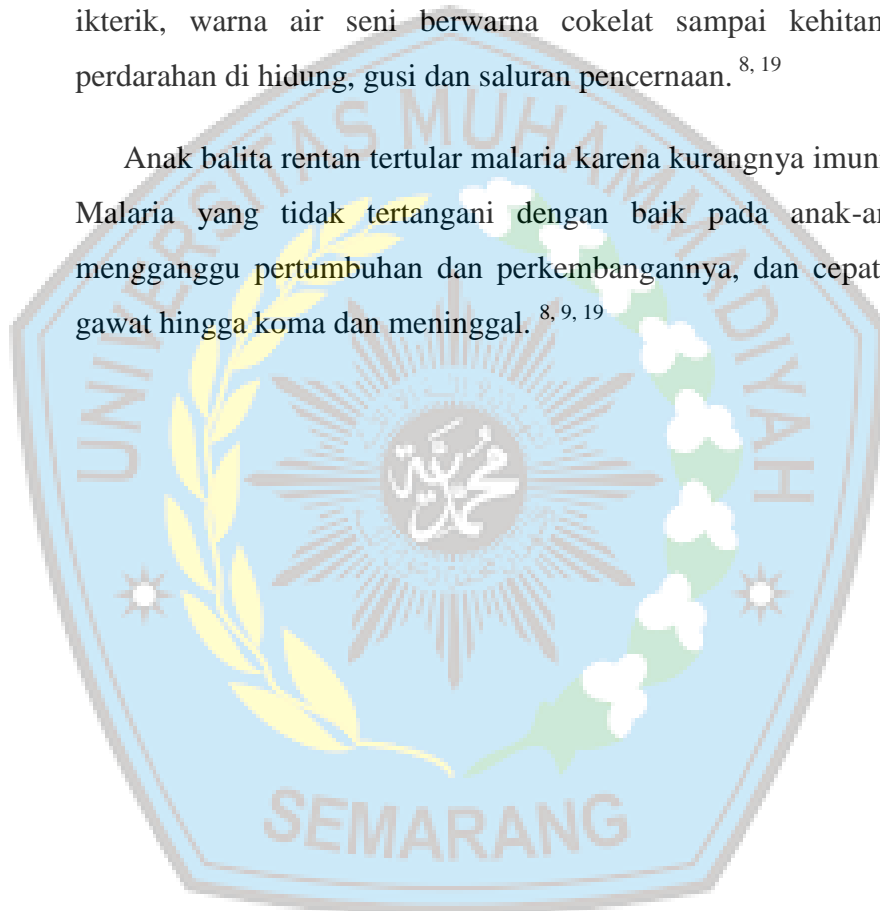 ikterik, warna air seni berwarna cokelat sampai kehitan
perdarahan di hidung, gusi dan saluran pencernaan. 8, 19
Anak balita rentan tertular malaria karena kurangnya imuni
Malaria yang tidak tertangani dengan baik pada anak-an
mengganggu pertumbuhan dan perkembangannya, dan cepat
gawat hingga koma dan meninggal. 8, 9, 19
UNIVERSITAS MUHAMMADIYAH
محمدية
SEMARANG